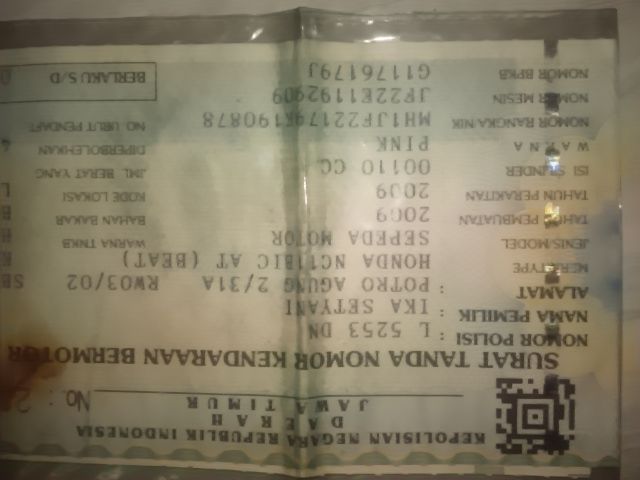 KEPOLISIAN NEGARA REPUBLIK INDONESIA
DAERAH
JAWA TIMUR
No : 2
SURAT TANDA NOMOR KENDARAAN BERMOTOR
NOMOR POLISI : L 5253 DN
NAMA PEMILIK : IKA SETYANI
ALAMAT : POTRO AGUNG 2/31A RW03/02 SB
MERK/TYPE HONDA NC11BIC AT (BEAT)
JENIS/MODEL SEPEDA MOTOR WARNA TNKB
TAHUN PEMBUATAN 2009 BAHAN BAKAR
TAHUN PERAKITAN 2009 KODE LOKASI L
ISI SILINDER 00110 CC JML. BERAT YANG
WARNA PINK DIPERBOLEHKAN
NOMOR RANGKA/NIK MH1JF22179K190878 NO. URUT PENDAFT
NOMOR MESIN JF22E1192909
NOMOR BPKB G1176179J BERLAKU S/D